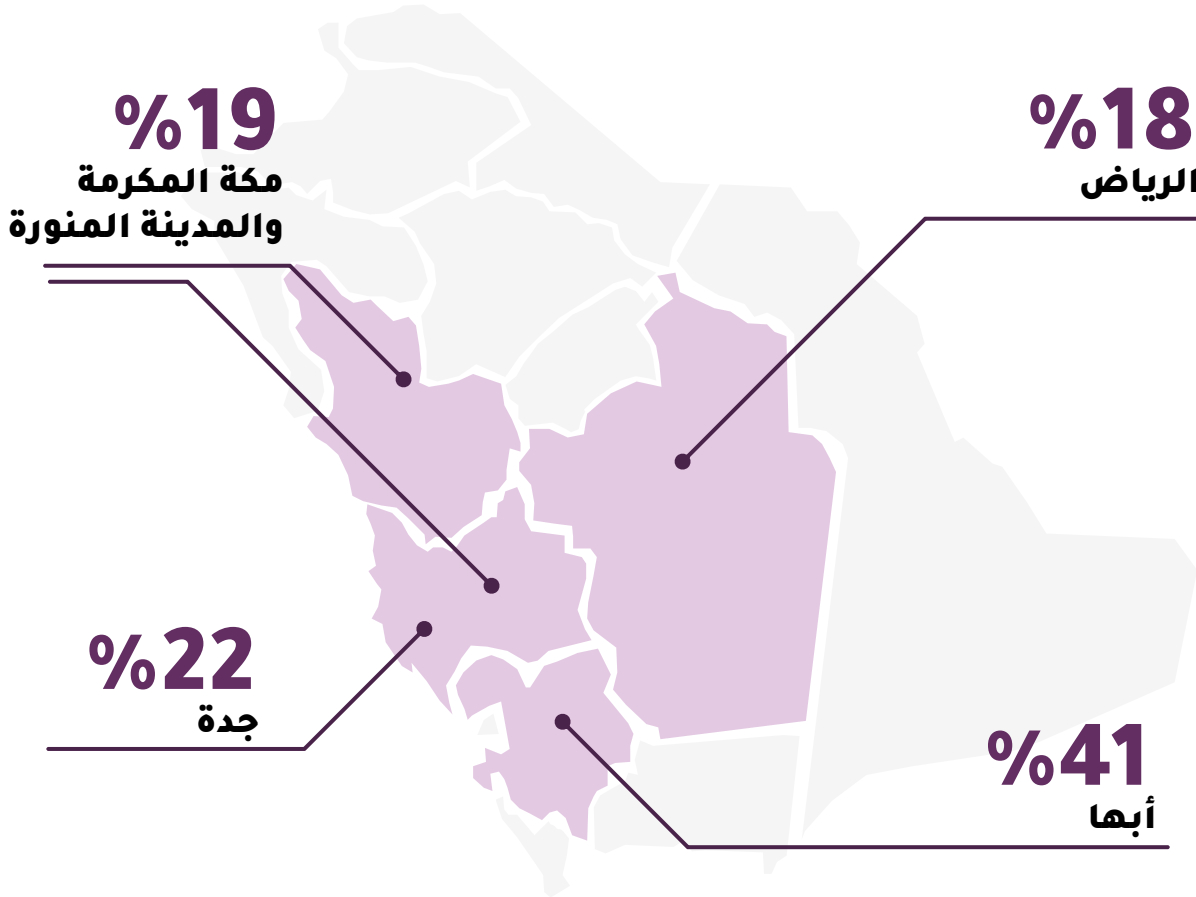 %18
الرياض
%19
مكة المكرمة
والمدينة المنورة
%22
جدة
%41
أبها